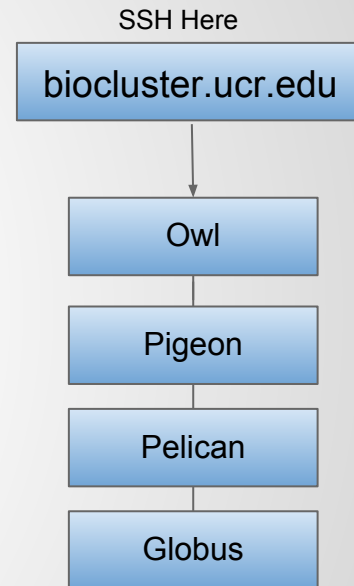 SSH Here
biocluster.ucr.edu
Owl
Pigeon
Pelican
Globus